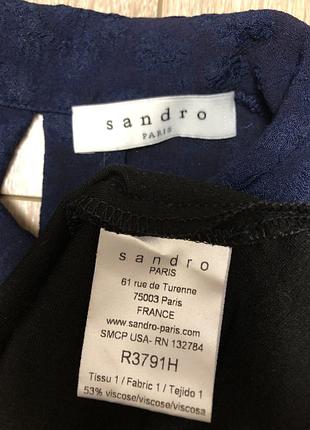 sandro
PARIS
sandro
PARIS
61 rue de Turenne
75003 Paris
FRANCE
www.sandro-paris.com
SMCP USA- RN 132784
R3791H
Tissu 1 / Fabric 1 / Tejido 1
53% viscose/viscose/viscosa